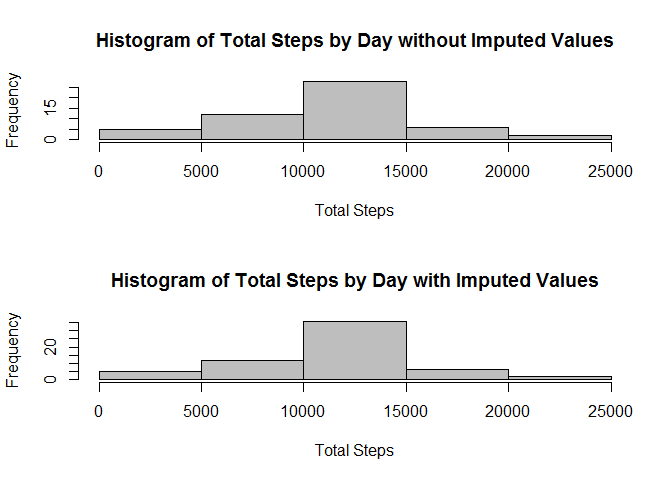 Histogram of Total Steps by Day without Imputed Values
Frequency
15
0
0 5000 10000 15000 20000 25000
Total Steps
Histogram of Total Steps by Day with Imputed Values
Frequency
20
0
0 5000 10000 15000 20000 25000
Total Steps